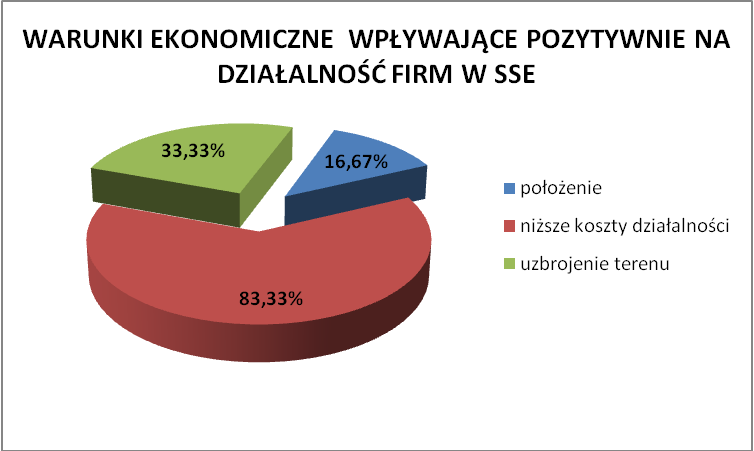 WARUNKI EKONOMICZNE WPŁYWAJĄCE POZYTYWNIE NA
DZIAŁALNOŚĆ FIRM W SSE
33,33%
16,67%
83,33%
położenie
niższe koszty działalności
uzbrojenie terenu